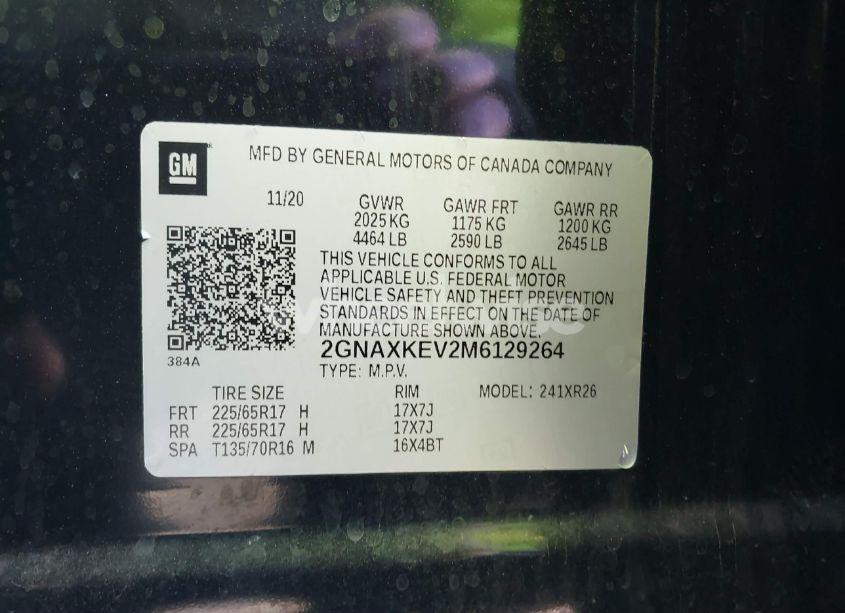 GM
MFD BY GENERAL MOTORS OF CANADA COMPANY
11/20 GVWR GAWR FRT GAWR RR
2025 KG 1175 KG 1200 KG
4464 LB 2590 LB 2645 LB
THIS VEHICLE CONFORMS TO ALL
APPLICABLE U.S. FEDERAL MOTOR
VEHICLE SAFETY AND THEFT PREVENTION
STANDARDS IN EFFECT ON THE DATE OF
MANUFACTURE SHOWN ABOVE.
384A
2GNAXKEV2M6129264
TYPE: M.P.V.
TIRE SIZE RIM MODEL: 241XR26
FRT 225/65R17 H 17X7J
RR 225/65R17 H 17X7J
SPA T135/70R16 M 16X4BT